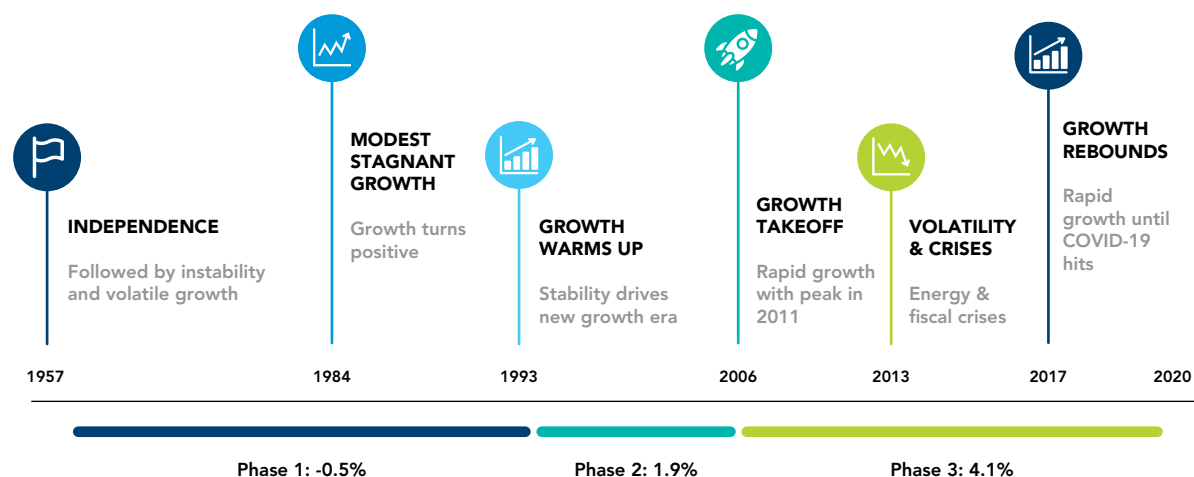 INDEPENDENCE
Followed by instability
and volatile growth
MODEST
STAGNANT
GROWTH
Growth turns
positive
GROWTH
WARMS UP
Stability drives
new growth era
GROWTH
TAKEOFF
Rapid growth
with peak in
2011
VOLATILITY
& CRISES
Energy &
fiscal crises
GROWTH
REBOUNDS
Rapid
growth until
COVID-19
hits
1957 1984 1993 2006 2013 2017 2020
Phase 1: -0.5% Phase 2: 1.9% Phase 3: 4.1%